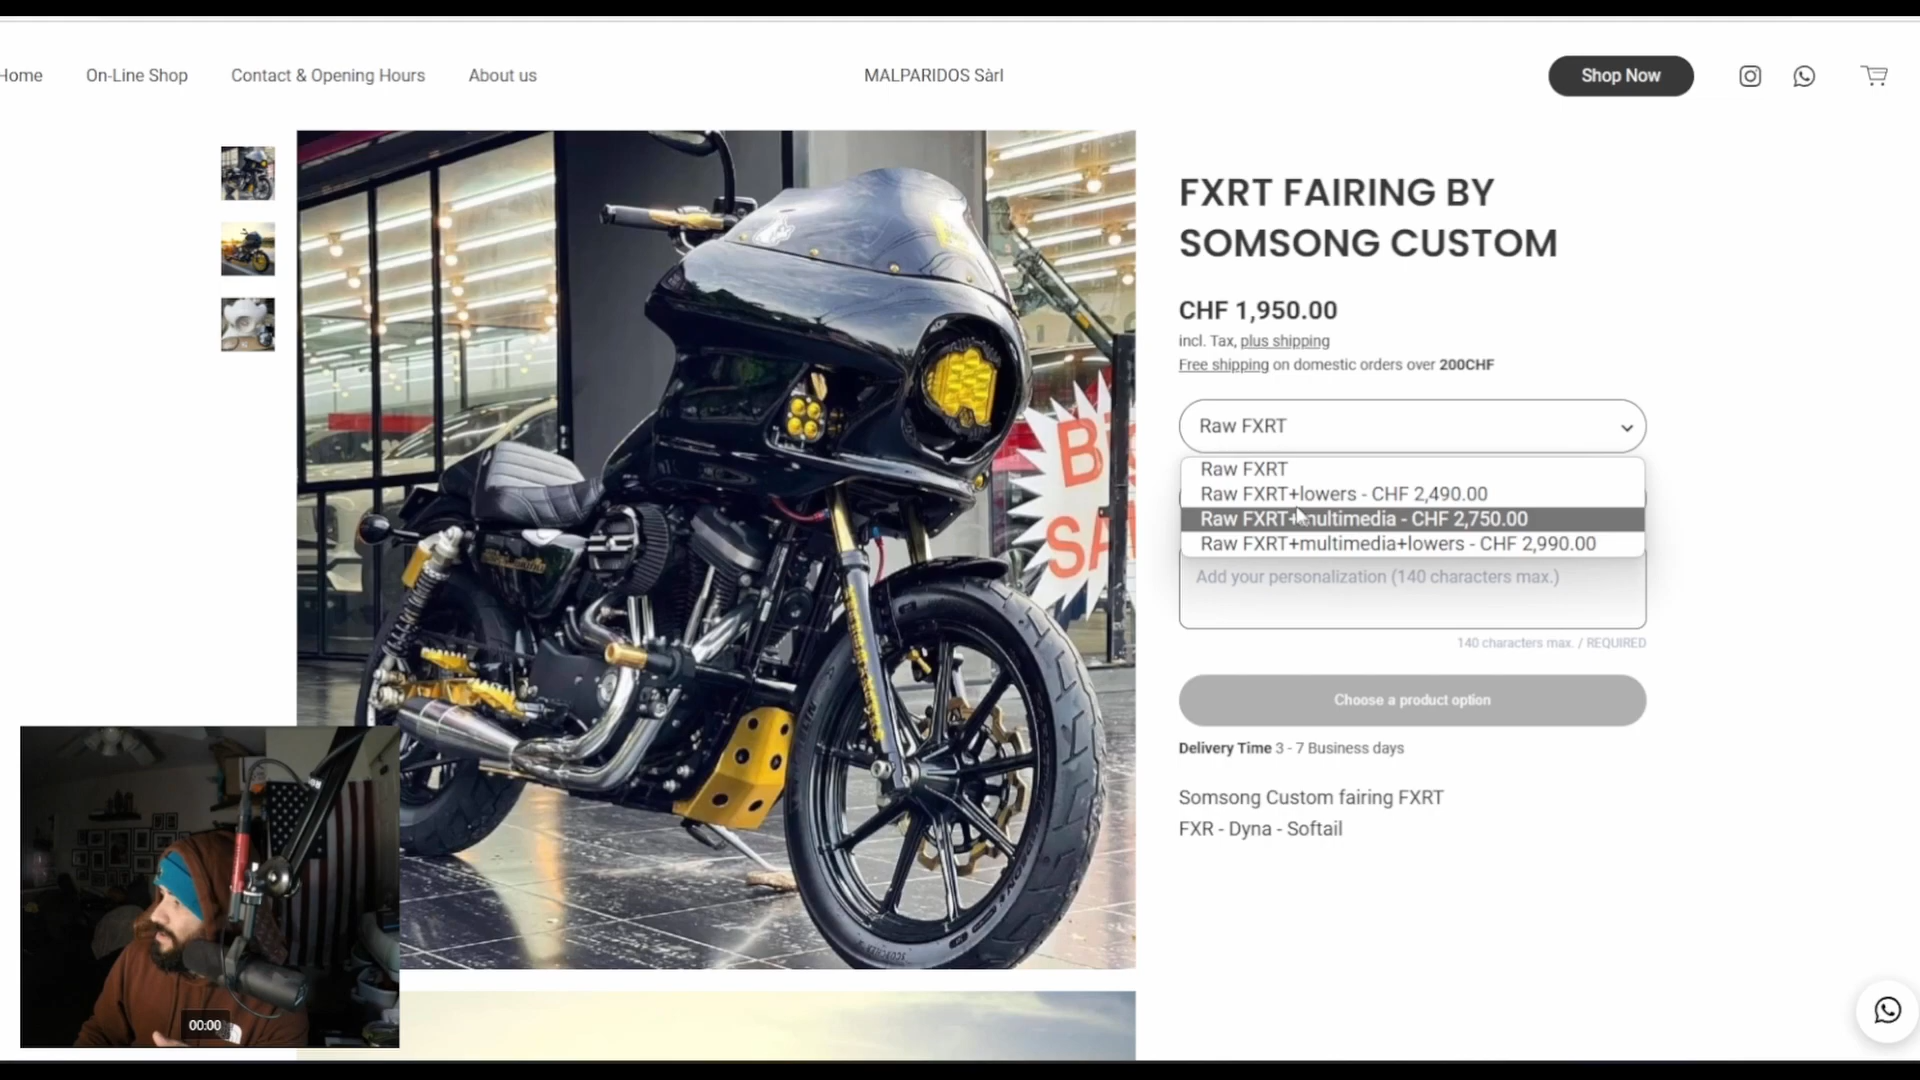 Home
On-Line Shop
Contact & Opening Hours
About us
MALPARIDOS Sàrl
Shop Now
FXRT FAIRING BY
SOMSONG CUSTOM
CHF 1,950.00
incl. Tax, plus shipping
Free shipping on domestic orders over 200CHF
Raw FXRT
Raw FXRT
Raw FXRT+lowers - CHF 2,490.00
Raw FXRT+multimedia - CHF 2,750.00
Raw FXRT+multimedia+lowers - CHF 2,990.00
Add your personalization (140 characters max.)
140 characters max. / REQUIRED
Choose a product option
Delivery Time 3 - 7 Business days
Somsong Custom fairing FXRT
FXR - Dyna - Softail
00:00